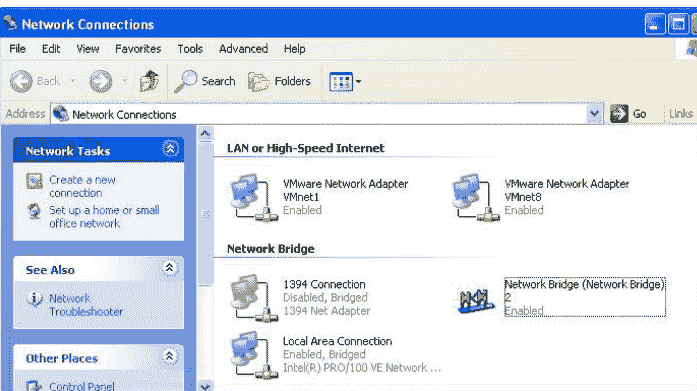 Network Connections
File Edit View Favorites Tools Advanced Help
Back Search Folders
Address Network Connections Go Links
Network Tasks
Create a new
connection
Set up a home or small
office network
See Also
Network
Troubleshooter
Other Places
Control Panel
LAN or High-Speed Internet
VMware Network Adapter
VMnet1
Enabled
VMware Network Adapter
VMnet8
Enabled
Network Bridge
1394 Connection
Disabled, Bridged
1394 Net Adapter
Network Bridge (Network Bridge)
2
Enabled
Local Area Connection
Enabled, Bridged
Intel(R) PRO/100 VE Network ...